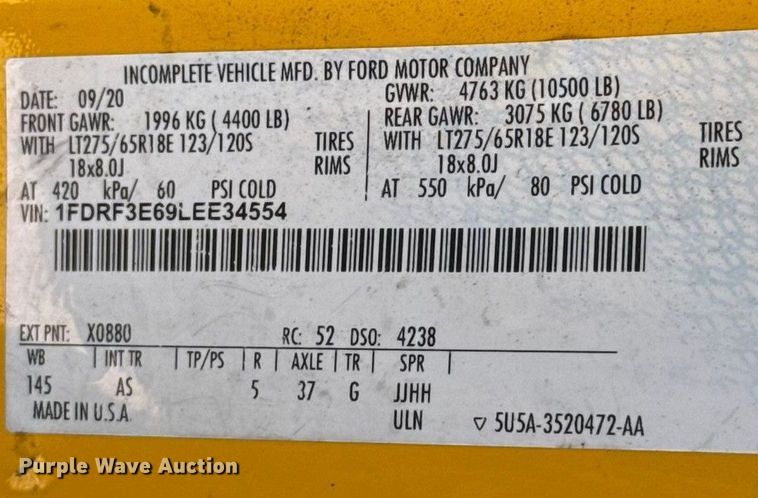 INCOMPLETE VEHICLE MFD. BY FORD MOTOR COMPANY
DATE: 09/20 GVWR: 4763 KG (10500 LB)
FRONT GAWR: 1996 KG ( 4400 LB) REAR GAWR: 3075 KG ( 6780 LB)
WITH LT275/65R18E 123/120S TIRES WITH LT275/65R18E 123/120S TIRES
18x8.0J RIMS 18x8.0J RIMS
AT 420 kPa/ 60 PSI COLD AT 550 kPa/ 80 PSI COLD
VIN: 1FDRF3E69LEE34554
EXT PNT: X0880 RC: 52 DSO: 4238
WB | INT TR | TP/PS | R | AXLE | TR | SPR |
145 AS 5 37 G JJHH
MADE IN U.S.A. ULN ▽ 5U5A-3520472-AA
Purple Wave Auction